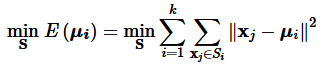 min_S E(μ_i) = min_S ∑_{i=1}^{k} ∑_{x_j∈S_i} ‖x_j − μ_i‖²